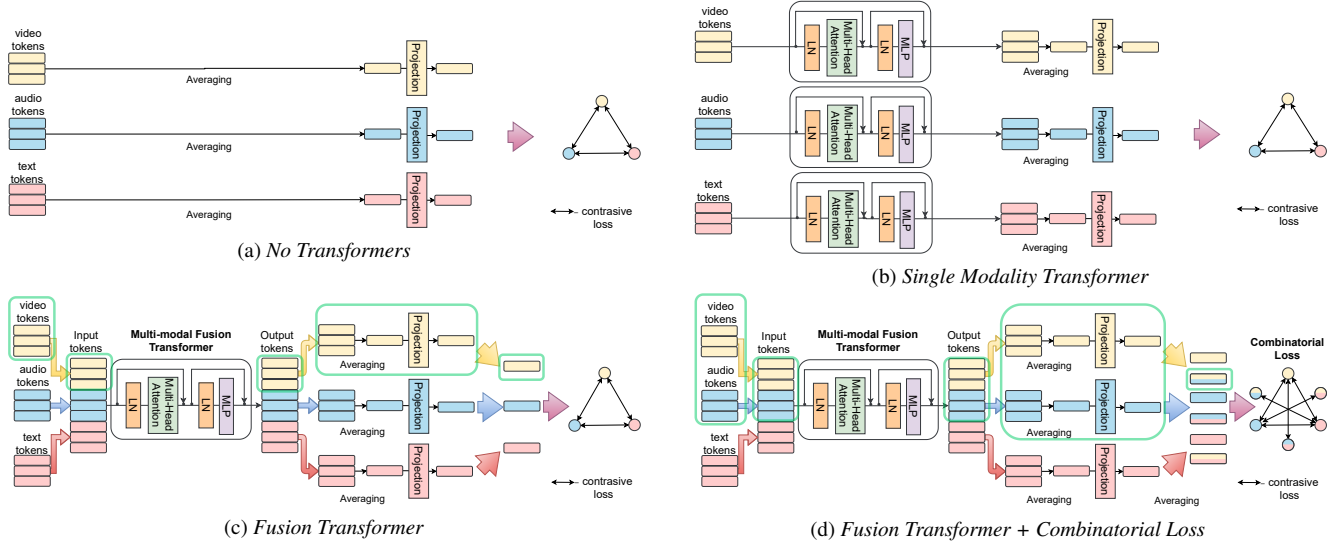 video
tokens
Averaging
Projection
audio
tokens
Averaging
Projection
text
tokens
Averaging
Projection
- contrasive
loss
(a) No Transformers
video
tokens
LN
Multi-Head
Attention
LN
MLP
Averaging
Projection
audio
tokens
LN
Multi-Head
Attention
LN
MLP
Averaging
Projection
text
tokens
LN
Multi-Head
Attention
LN
MLP
Averaging
Projection
- contrasive
loss
(b) Single Modality Transformer
video
tokens
Input
tokens
Multi-modal Fusion
Transformer
Output
tokens
Averaging
Projection
audio
tokens
LN
Multi-Head
Attention
LN
MLP
Averaging
Projection
text
tokens
Averaging
Projection
- contrasive
loss
(c) Fusion Transformer
video
tokens
Input
tokens
Multi-modal Fusion
Transformer
Output
tokens
Averaging
Projection
Combinatorial
Loss
audio
tokens
LN
Multi-Head
Attention
LN
MLP
Averaging
Projection
text
tokens
Averaging
Projection
Averaging
- contrasive
loss
(d) Fusion Transformer + Combinatorial Loss